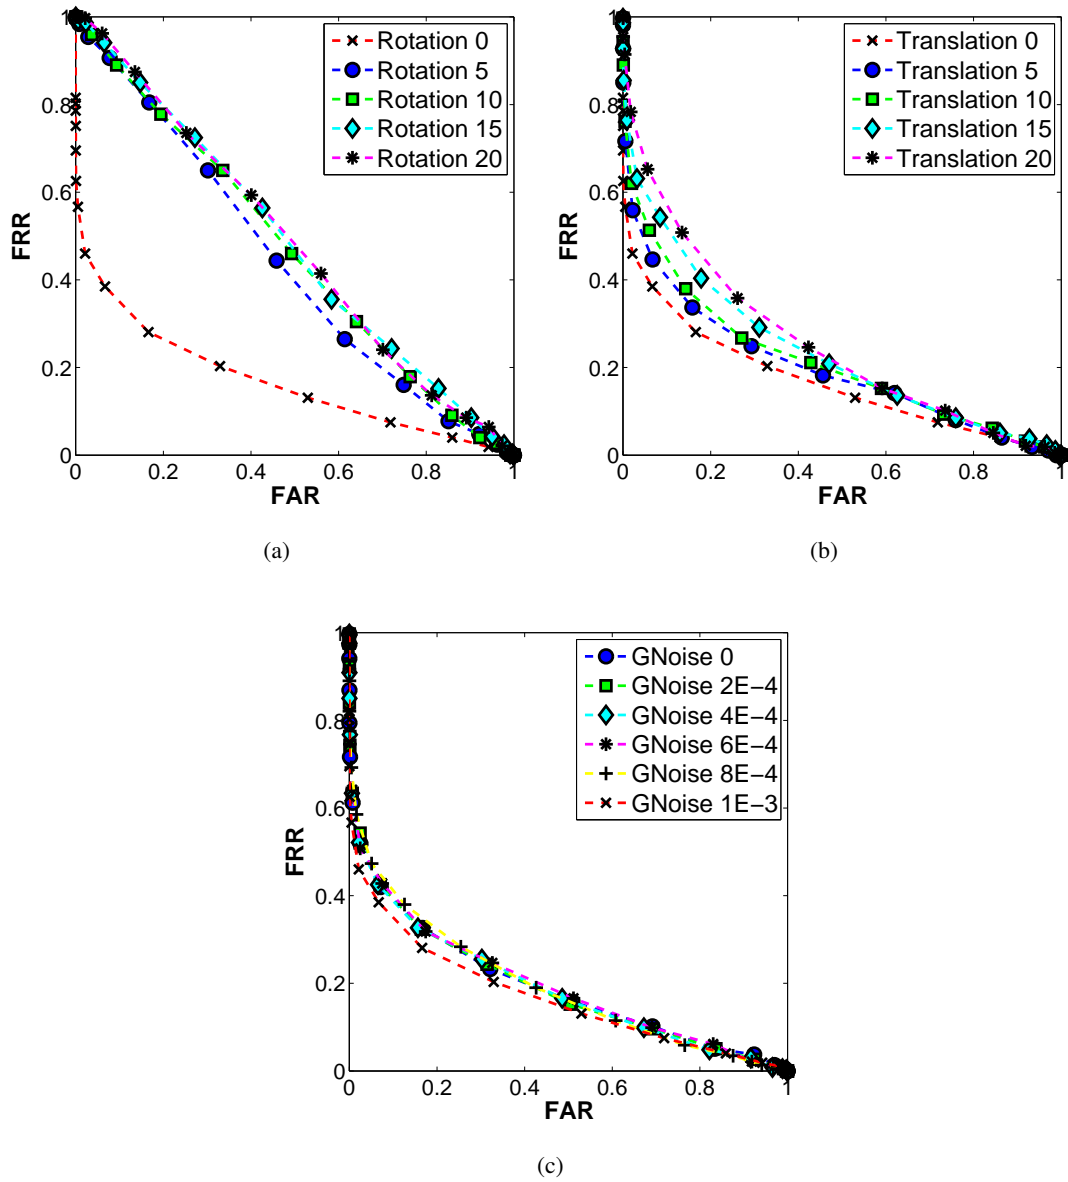 1
0.8
0.6
0.4
0.2
0
0 0.2 0.4 0.6 0.8 1
FRR
FAR
Rotation 0
Rotation 5
Rotation 10
Rotation 15
Rotation 20
(a)
1
0.8
0.6
0.4
0.2
0
0 0.2 0.4 0.6 0.8 1
FRR
FAR
Translation 0
Translation 5
Translation 10
Translation 15
Translation 20
(b)
1
0.8
0.6
0.4
0.2
0
0 0.2 0.4 0.6 0.8 1
FRR
FAR
GNoise 0
GNoise 2E−4
GNoise 4E−4
GNoise 6E−4
GNoise 8E−4
GNoise 1E−3
(c)